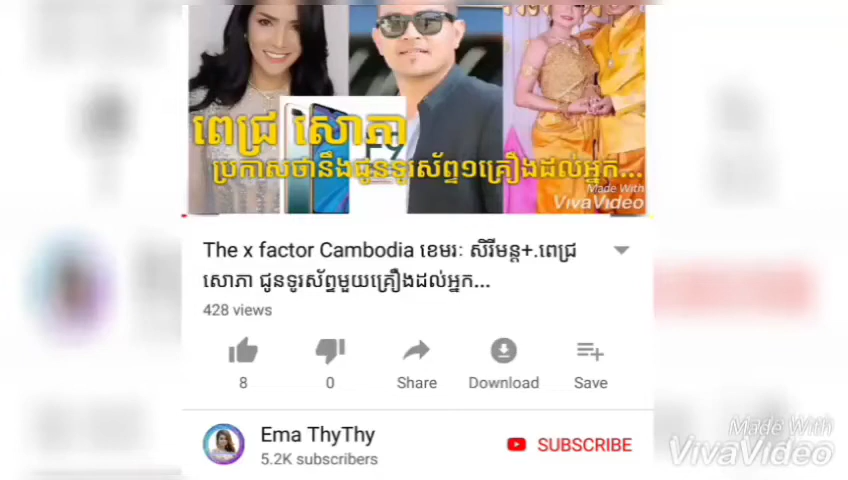 ពេជ្រ សោភា
F9
ប្រកាសថានឹងជូនទូរស័ព្ទ១គ្រឿងដល់អ្នក...
Made With
VivaVideo
The x factor Cambodia ខេមរៈ សិរីមន្ត+.ពេជ្រ
សោភា ជូនទូរស័ព្ទមួយគ្រឿងដល់អ្នក...
428 views
8
0
Share
Download
Save
Ema ThyThy
5.2K subscribers
SUBSCRIBE
Made With
VivaVideo